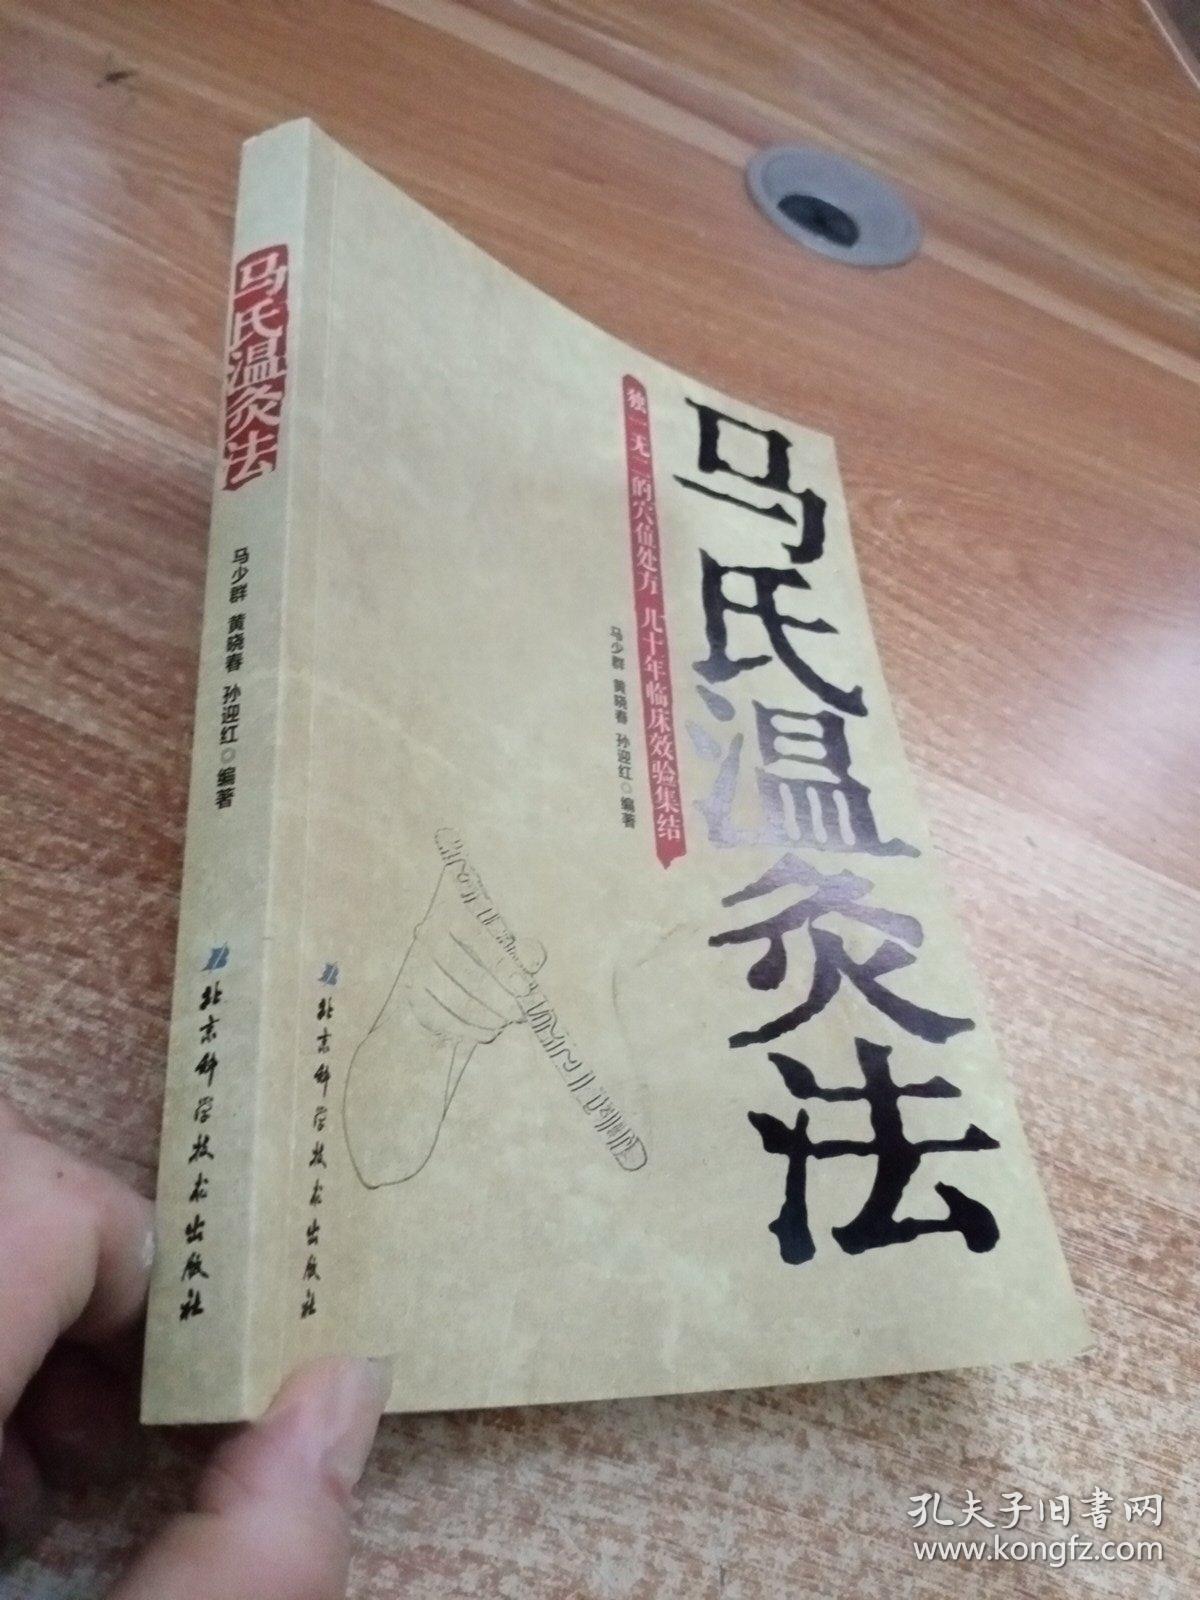 马氏温灸法
马少群 黄晓春 孙迎红○编著
北京科学技术出版社
马氏温灸法
独一无二的穴值处方 几十年临床效验集结
马少群 黄晓春 孙迎红○编著
北京科学技术出版社
孔夫子旧书网
www.kongfz.com